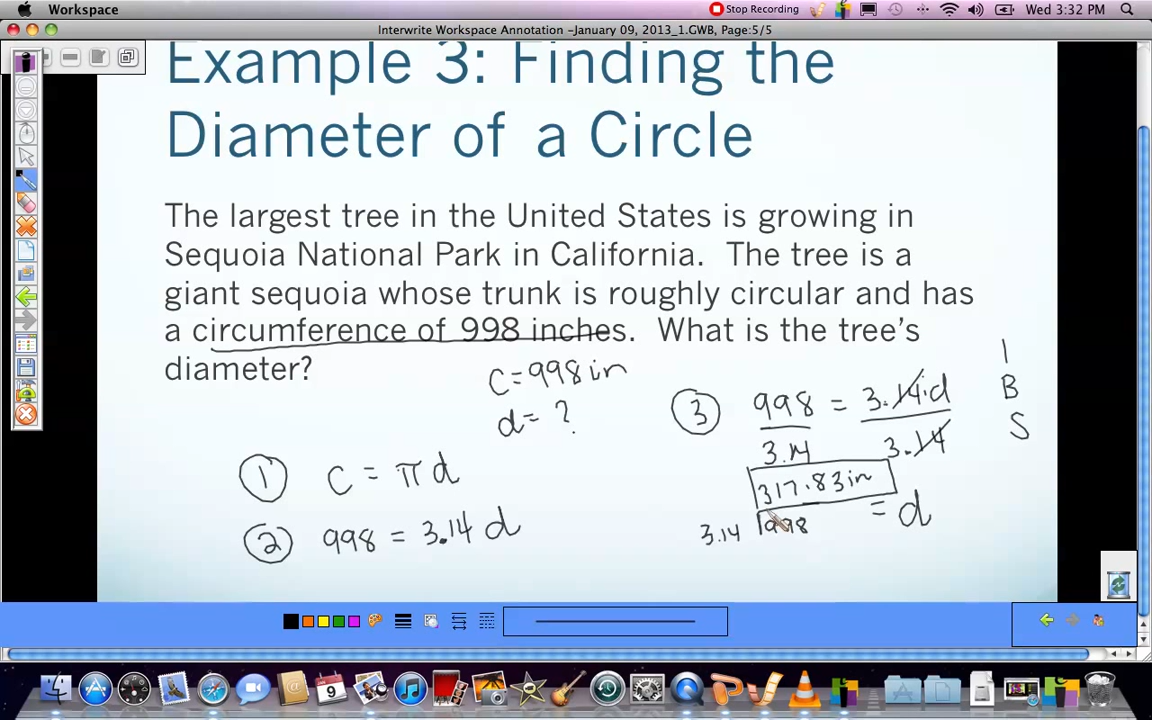 Workspace
Stop Recording
Wed 3:32 PM
Interwrite Workspace Annotation -January 09, 2013_1.GWB, Page:5/5
Example 3: Finding the
Diameter of a Circle
The largest tree in the United States is growing in
Sequoia National Park in California. The tree is a
giant sequoia whose trunk is roughly circular and has
a circumference of 998 inches. What is the tree's
diameter?
C = 998 in
d = ?
① C = πd
② 998 = 3.14 d
③ 998 = 3.14·d
3.14 3.14
317.83 in = d
3.14 998
I
B
S
9